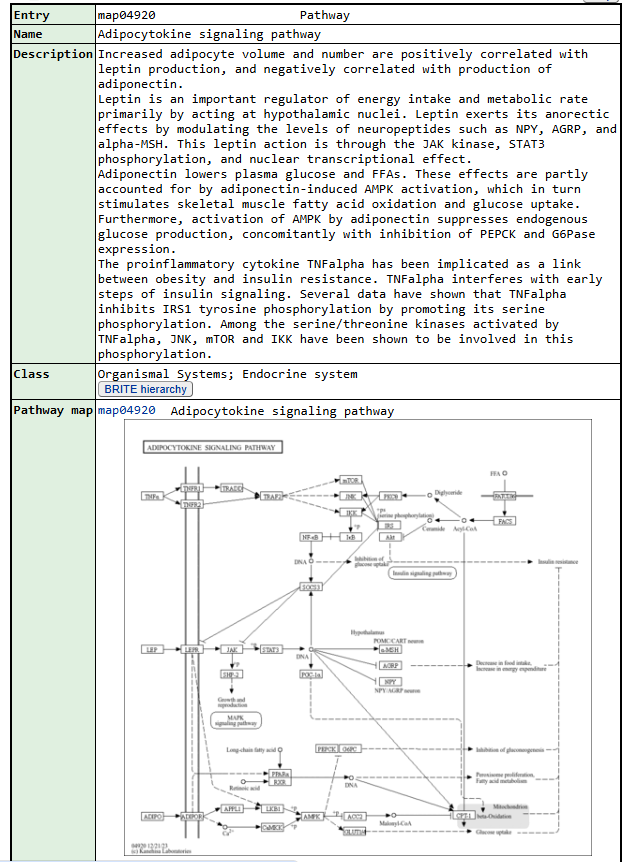 Entry map04920 Pathway
Name Adipocytokine signaling pathway
Description Increased adipocyte volume and number are positively correlated with
leptin production, and negatively correlated with production of
adiponectin.
Leptin is an important regulator of energy intake and metabolic rate
primarily by acting at hypothalamic nuclei. Leptin exerts its anorectic
effects by modulating the levels of neuropeptides such as NPY, AGRP, and
alpha-MSH. This leptin action is through the JAK kinase, STAT3
phosphorylation, and nuclear transcriptional effect.
Adiponectin lowers plasma glucose and FFAs. These effects are partly
accounted for by adiponectin-induced AMPK activation, which in turn
stimulates skeletal muscle fatty acid oxidation and glucose uptake.
Furthermore, activation of AMPK by adiponectin suppresses endogenous
glucose production, concomitantly with inhibition of PEPCK and G6Pase
expression.
The proinflammatory cytokine TNFalpha has been implicated as a link
between obesity and insulin resistance. TNFalpha interferes with early
steps of insulin signaling. Several data have shown that TNFalpha
inhibits IRS1 tyrosine phosphorylation by promoting its serine
phosphorylation. Among the serine/threonine kinases activated by
TNFalpha, JNK, mTOR and IKK have been shown to be involved in this
phosphorylation.
Class Organismal Systems; Endocrine system
BRITE hierarchy
Pathway map map04920 Adipocytokine signaling pathway
ADIPOCYTOKINE SIGNALING PATHWAY
FFA
mTOR
TNFα TNFR1 TRADD TRAF2 JNK Diglyceride
TNFR2
IKK
(serine phosphorylation)
IRS FACS
Ceramide Acyl-CoA
NF-κB IκB Akt
DNA Inhibition of
glucose uptake Insulin resistance
Insulin signaling pathway
SOCS3
Hypothalamus
POMC/CART neuron
LEP LEPR JAK STAT3 α-MSH
DNA
AGRP Decrease in food intake,
Increase in energy expenditure
SHP-2 PGC-1α NPY
NPY/AGRP neuron
Growth and
reproduction
MAPK
signaling pathway
Long-chain fatty acid PEPCK G6PC Inhibition of gluconeogenesis
PPARα
RXR Peroxisome proliferation,
Fatty acid metabolism
Retinoic acid DNA
Mitochondrion
APPL1 LKB1
ADIPO ADIPOR AMPK ACC2 CPT-1 beta-Oxidation
Malonyl-CoA
Ca2+ CaMKK GLUT1/4 Glucose uptake
04920 12/21/23
(c) Kanehisa Laboratories